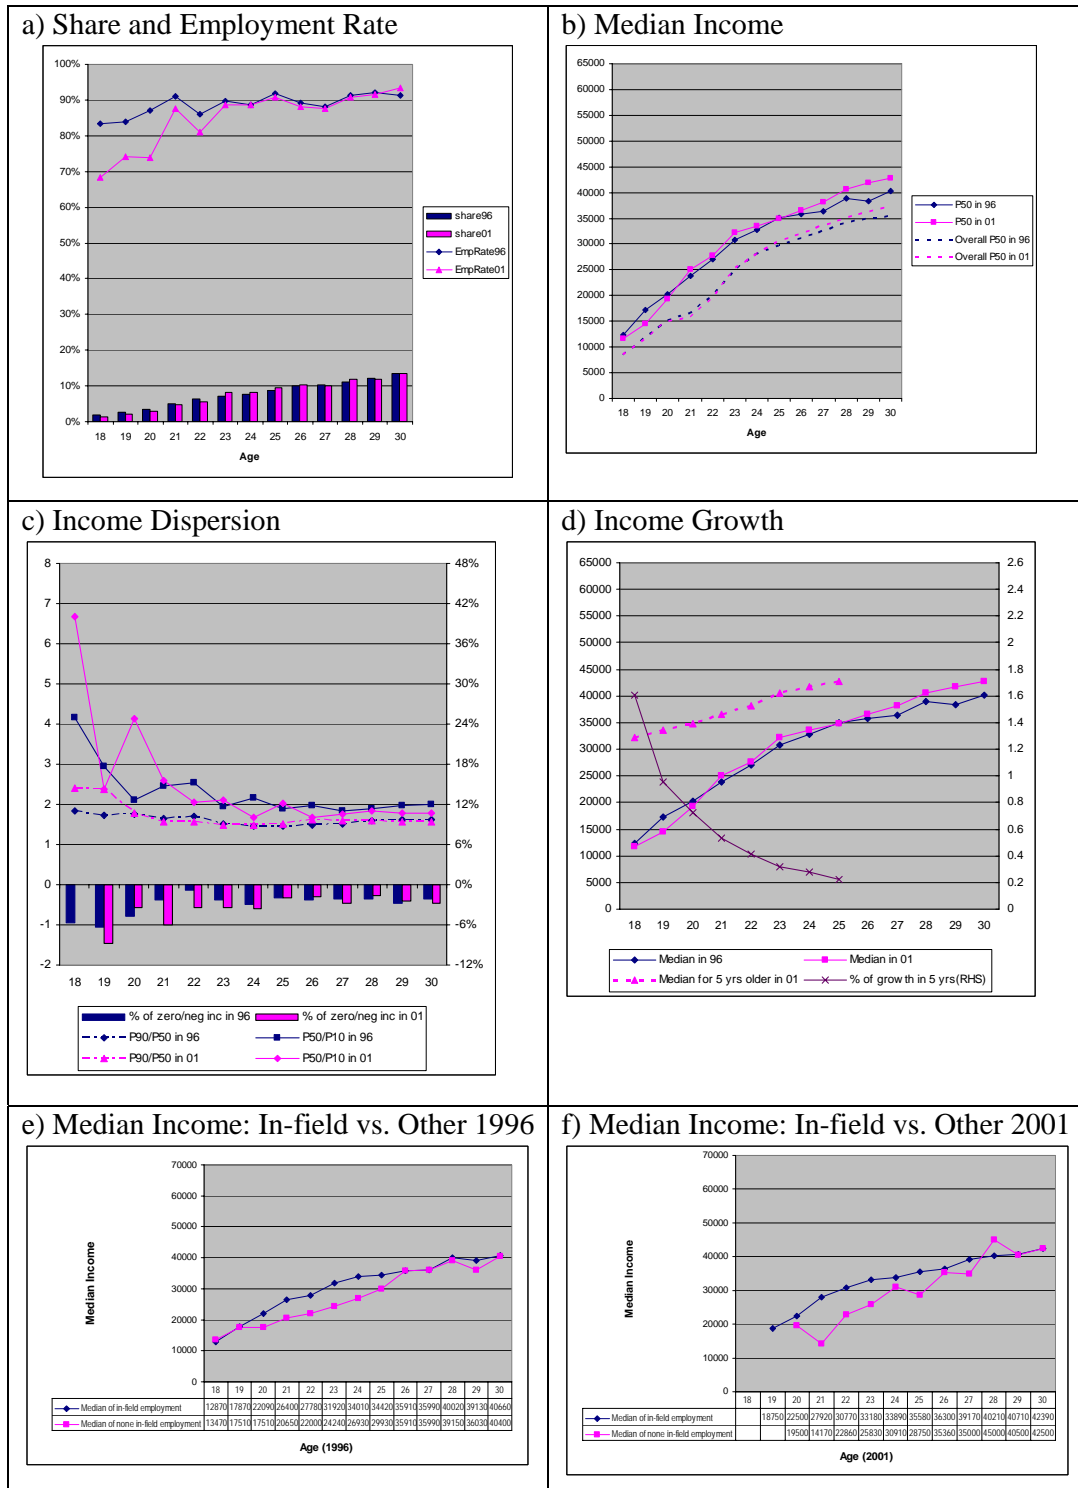 a) Share and Employment Rate
100%
90%
80%
70%
60%
50%
40%
30%
20%
10%
0%
18 19 20 21 22 23 24 25 26 27 28 29 30
Age
share96
share01
EmpRate96
EmpRate01
b) Median Income
65000
60000
55000
50000
45000
40000
35000
30000
25000
20000
15000
10000
5000
0
18 19 20 21 22 23 24 25 26 27 28 29 30
Age
P50 in 96
P50 in 01
Overall P50 in 96
Overall P50 in 01
c) Income Dispersion
8 48%
7 42%
6 36%
5 30%
4 24%
3 18%
2 12%
1 6%
0 0%
-1 -6%
-2 -12%
18 19 20 21 22 23 24 25 26 27 28 29 30
% of zero/neg inc in 96 % of zero/neg inc in 01
P90/P50 in 96 P50/P10 in 96
P90/P50 in 01 P50/P10 in 01
d) Income Growth
65000 2.6
60000 2.4
55000 2.2
50000 2
45000 1.8
40000 1.6
35000 1.4
30000 1.2
25000 1
20000 0.8
15000 0.6
10000 0.4
5000 0.2
0 0
18 19 20 21 22 23 24 25 26 27 28 29 30
Median in 96 Median in 01
Median for 5 yrs older in 01 % of growth in 5 yrs(RHS)
e) Median Income: In-field vs. Other 1996
Median Income
70000
60000
50000
40000
30000
20000
10000
0
18 19 20 21 22 23 24 25 26 27 28 29 30
Median of in-field employment 12870 17870 22090 26400 27780 31920 34010 34420 35910 35990 40020 39130 40660
Median of none in-field employment 13470 17510 17510 20650 22000 24240 26930 29930 35910 35990 39150 36030 40400
Age (1996)
f) Median Income: In-field vs. Other 2001
Median Income
70000
60000
50000
40000
30000
20000
10000
0
18 19 20 21 22 23 24 25 26 27 28 29 30
Median of in-field employment 18750 22500 27920 30770 33180 33890 35580 36300 39170 40210 40710 42390
Median of none in-field employment 19500 14170 22860 25830 30910 28750 35360 35000 45000 40500 42500
Age (2001)